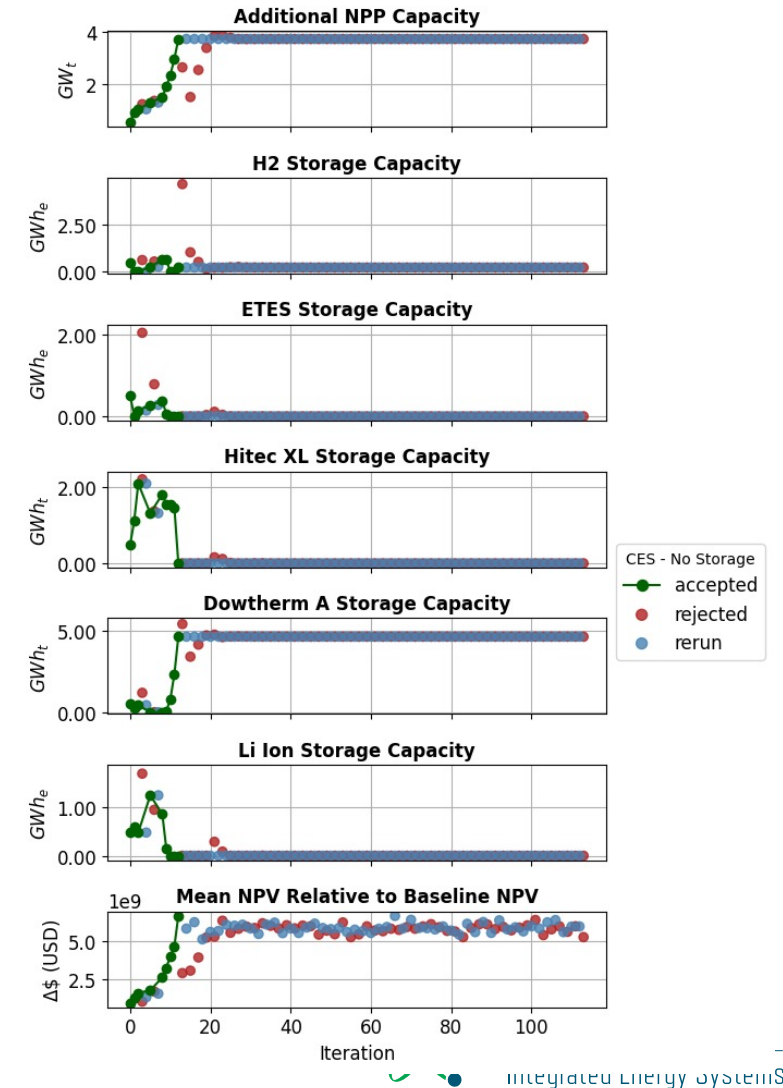 Additional NPP Capacity
4
2
GWt
H2 Storage Capacity
2.50
0.00
GWhe
ETES Storage Capacity
2.00
0.00
GWhe
Hitec XL Storage Capacity
2.00
0.00
GWht
CES - No Storage
accepted
rejected
rerun
Dowtherm A Storage Capacity
5.00
0.00
GWht
Li Ion Storage Capacity
1.00
0.00
GWhe
1e9 Mean NPV Relative to Baseline NPV
5.0
2.5
Δ$ (USD)
0 20 40 60 80 100
Iteration
Integrated Energy Systems